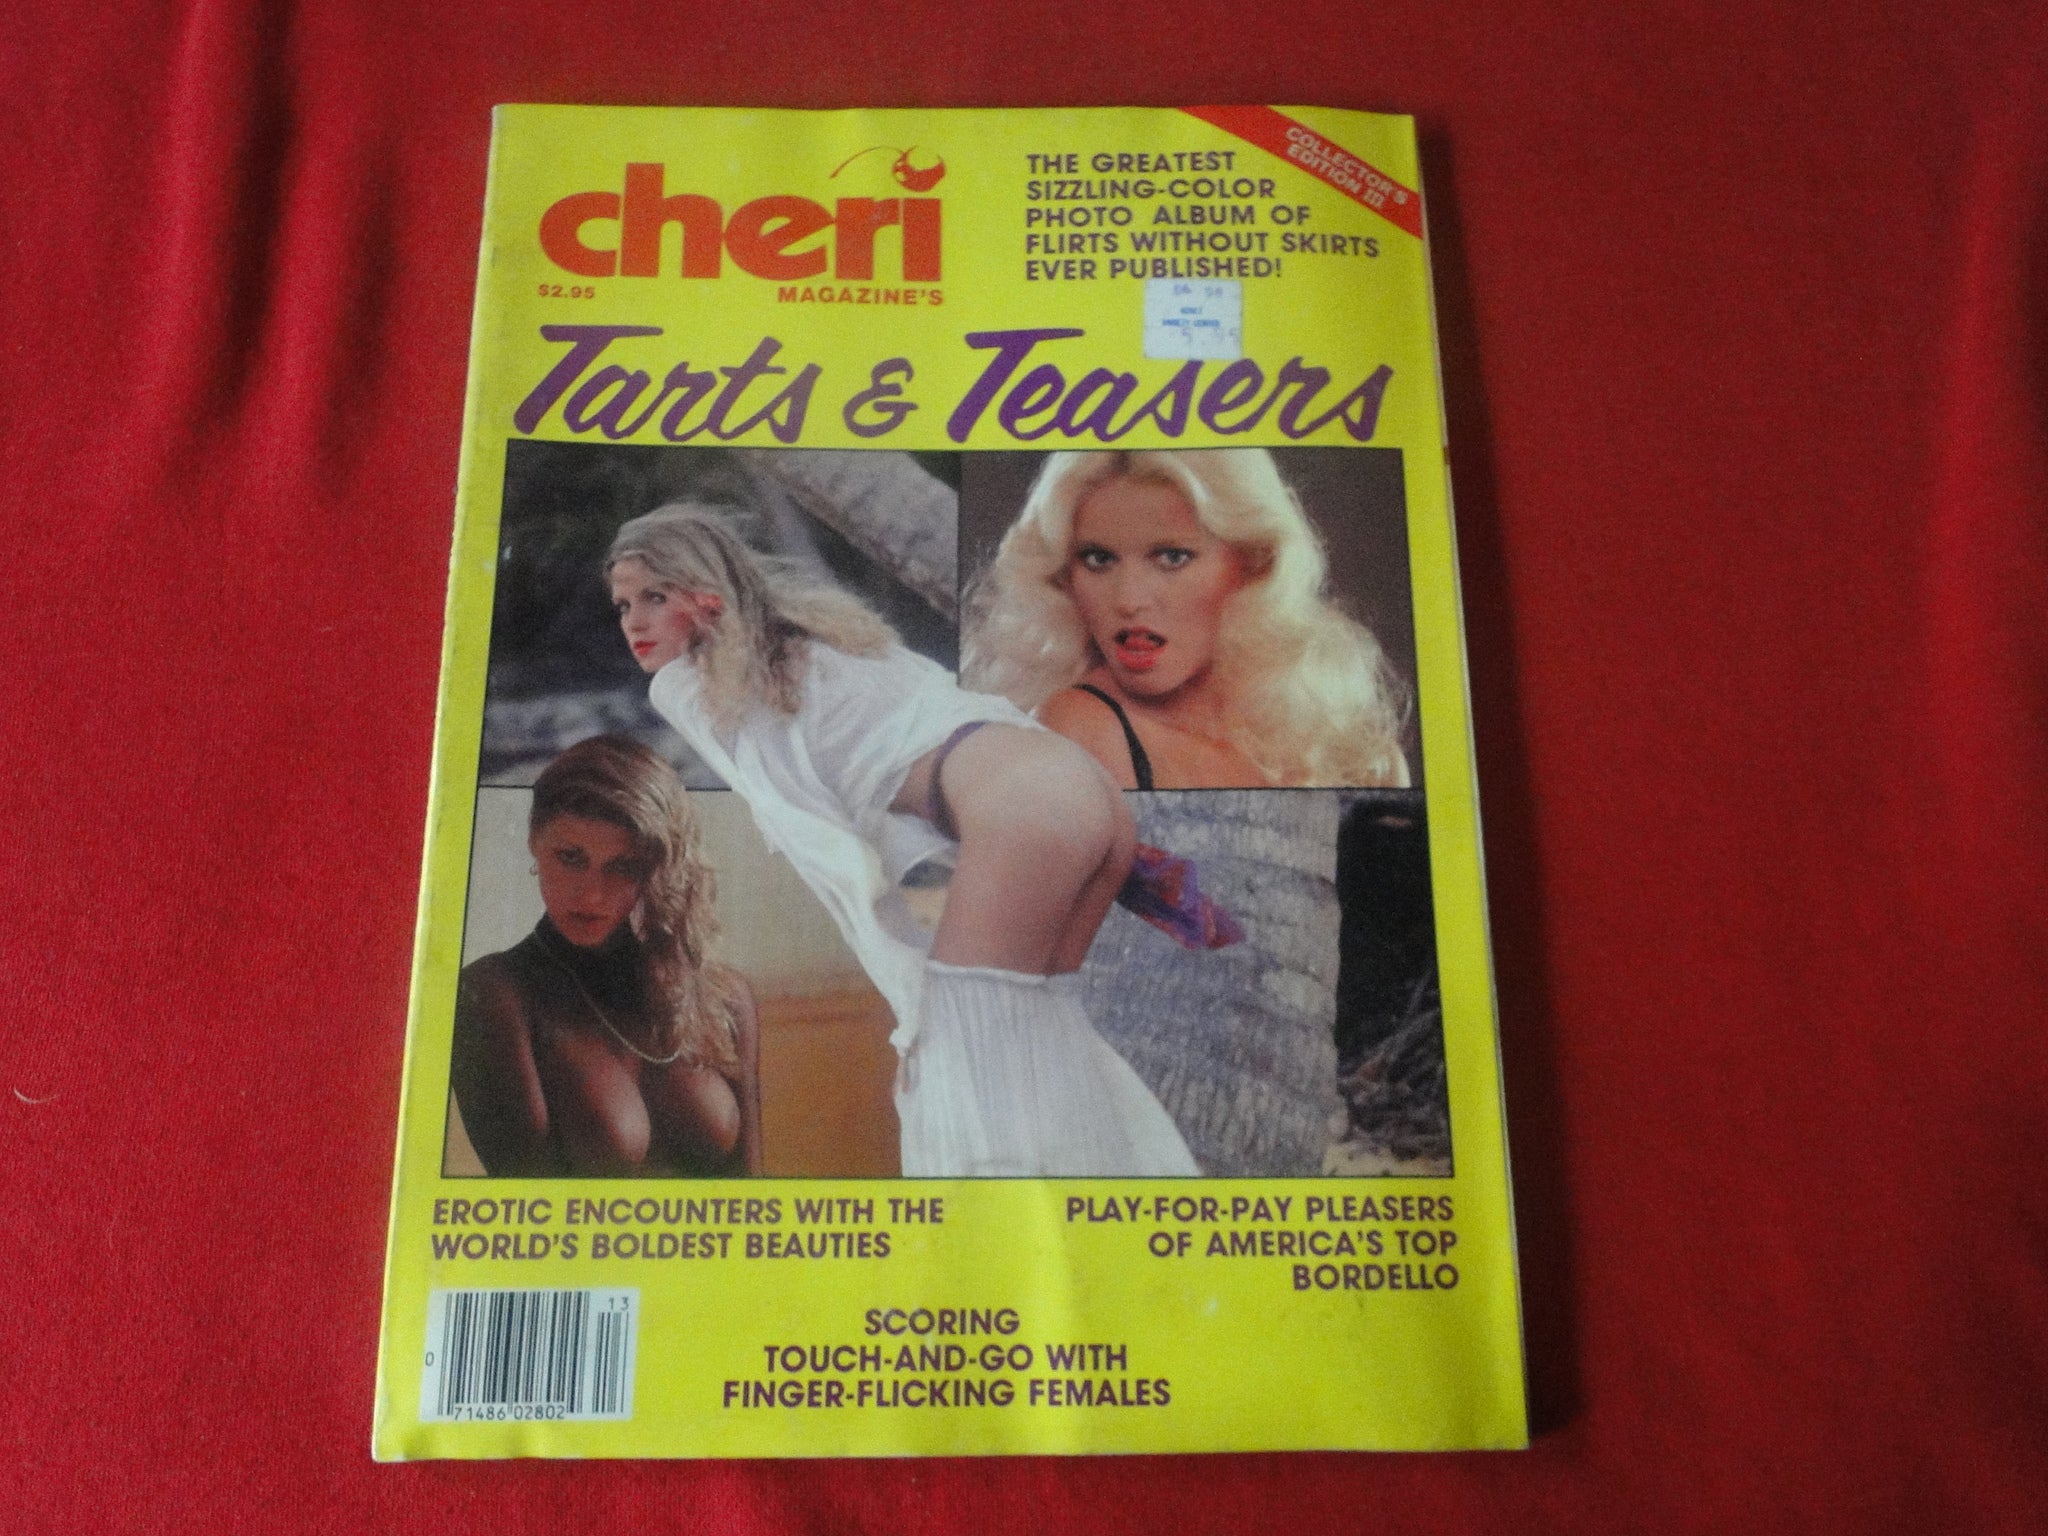 COLLECTOR'S
EDITION III
cheri
$2.95
MAGAZINE'S
THE GREATEST
SIZZLING-COLOR
PHOTO ALBUM OF
FLIRTS WITHOUT SKIRTS
EVER PUBLISHED!
Tarts & Teasers
EROTIC ENCOUNTERS WITH THE
WORLD'S BOLDEST BEAUTIES
PLAY-FOR-PAY PLEASERS
OF AMERICA'S TOP
BORDELLO
SCORING
TOUCH-AND-GO WITH
FINGER-FLICKING FEMALES
13
0 71486 02802